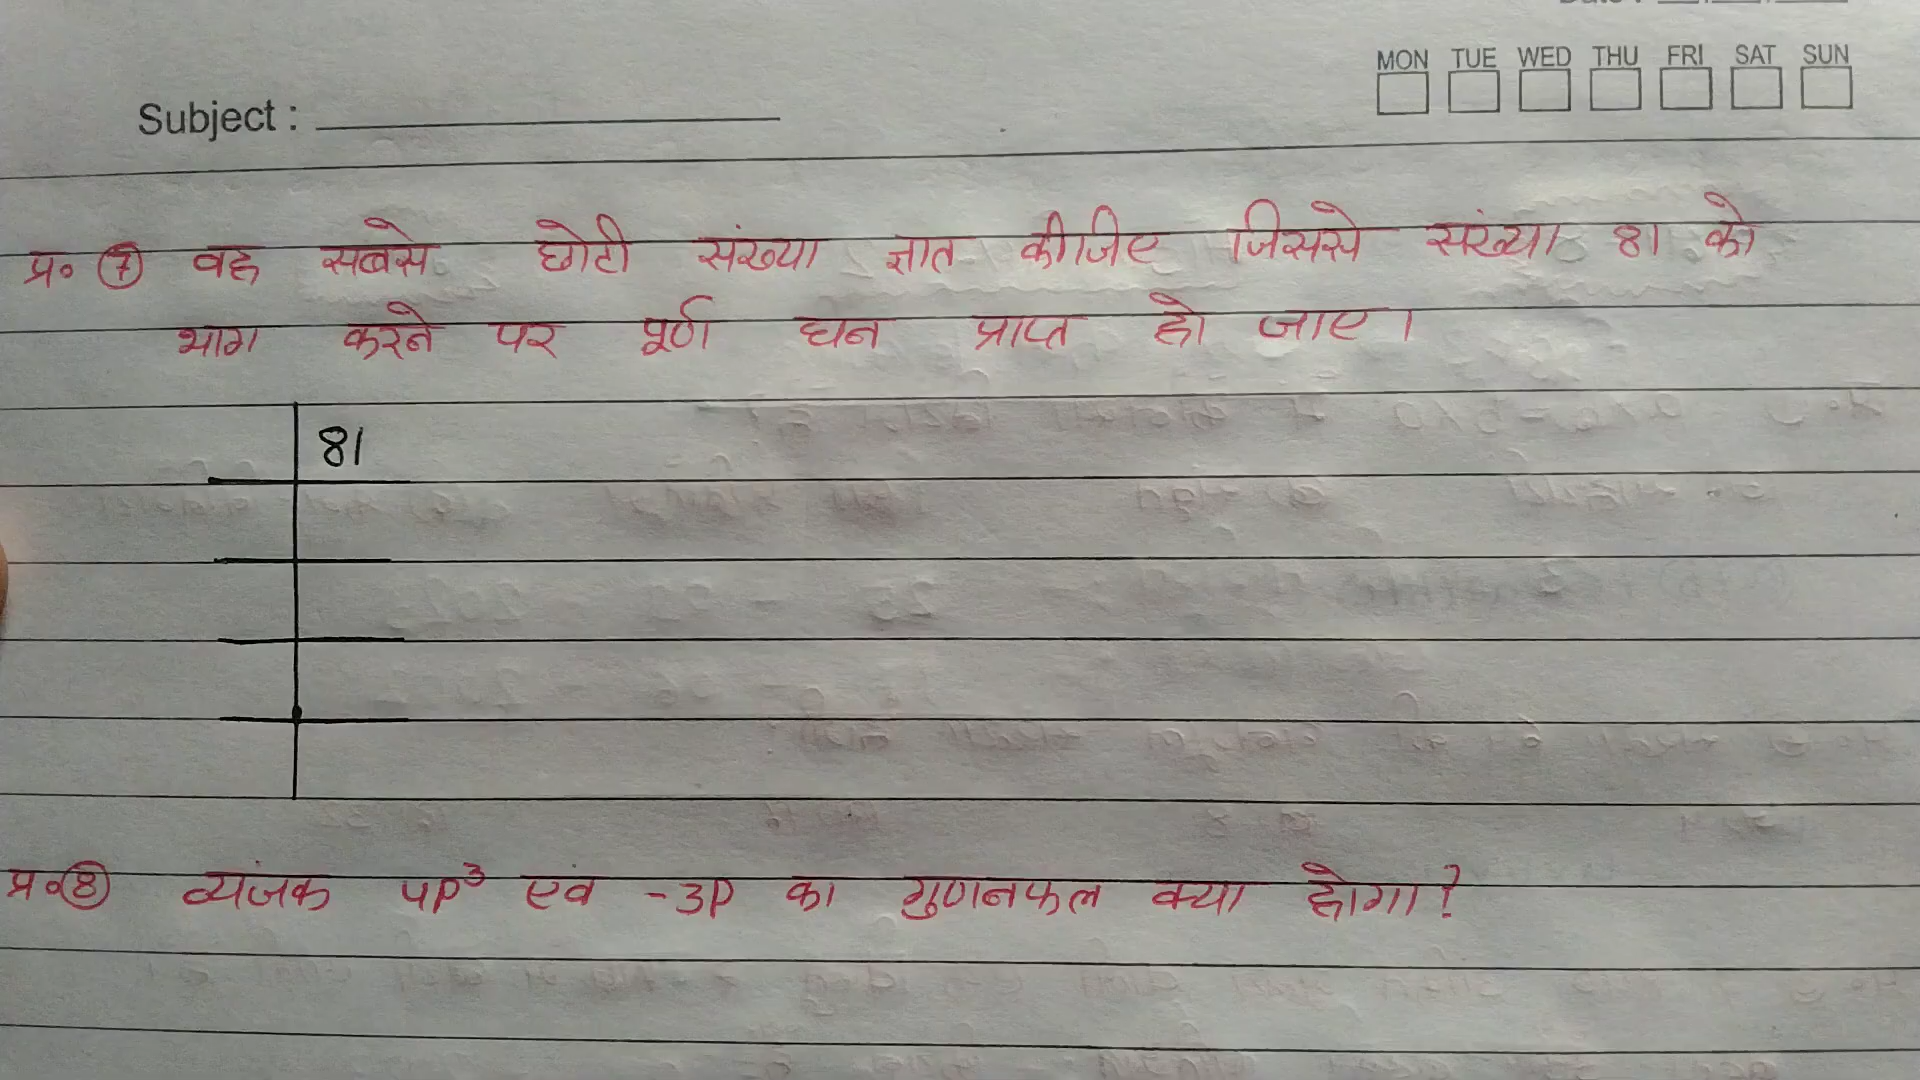 MON TUE WED THU FRI SAT SUN
Subject :
प्र० ⑦ वह सबसे छोटी संख्या ज्ञात कीजिए जिससे संख्या 81 को
भाग करने पर पूर्ण घन प्राप्त हो जाए।
81
प्र० ⑧ व्यंजक 4P³ एवं -3P का गुणनफल क्या होगा?